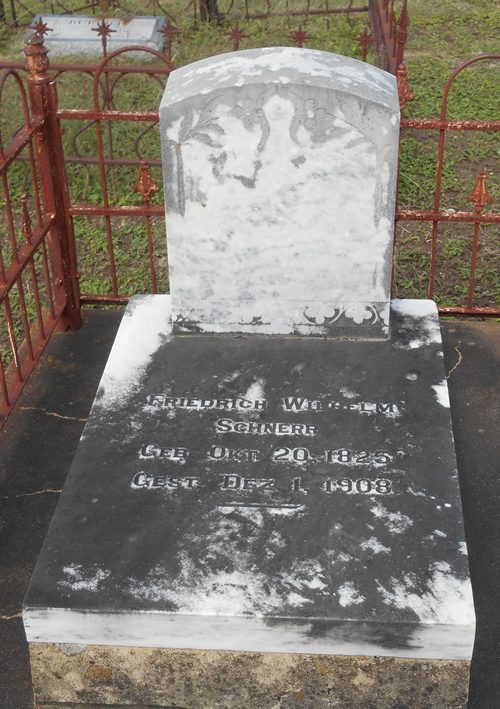 Friedrich Wilhelm
Schnerr
Geb. Okt. 20. 1825.
Gest. Dez. 1. 1908.